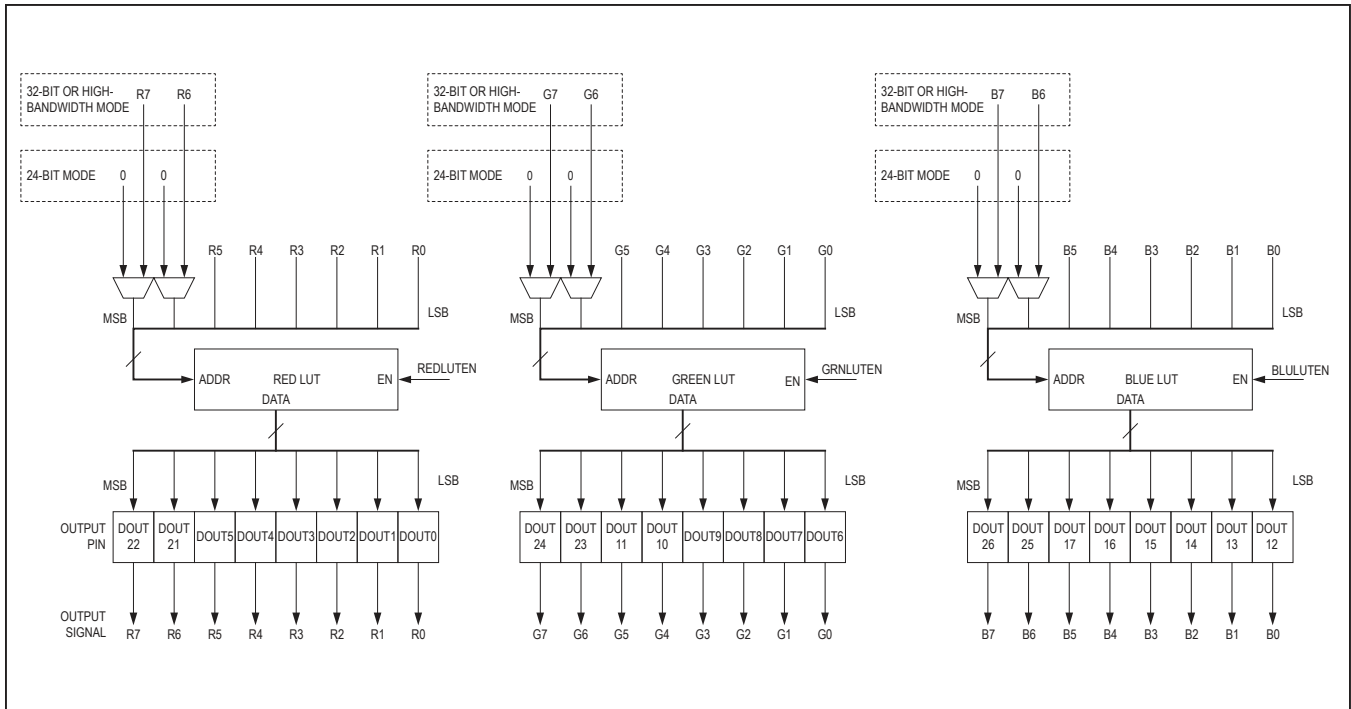 32-BIT OR HIGH-
BANDWIDTH MODE
R7 R6
24-BIT MODE 0 0
R5 R4 R3 R2 R1 R0
MSB
LSB
ADDR RED LUT EN
DATA
REDLUTEN
MSB
LSB
OUTPUT
PIN
DOUT
22
DOUT
21
DOUT5 DOUT4 DOUT3 DOUT2 DOUT1 DOUT0
OUTPUT
SIGNAL
R7 R6 R5 R4 R3 R2 R1 R0
32-BIT OR HIGH-
BANDWIDTH MODE
G7 G6
24-BIT MODE 0 0
G5 G4 G3 G2 G1 G0
MSB
LSB
ADDR GREEN LUT EN
DATA
GRNLUTEN
MSB
LSB
DOUT
24
DOUT
23
DOUT
11
DOUT
10
DOUT9 DOUT8 DOUT7 DOUT6
G7 G6 G5 G4 G3 G2 G1 G0
32-BIT OR HIGH-
BANDWIDTH MODE
B7 B6
24-BIT MODE 0 0
B5 B4 B3 B2 B1 B0
MSB
LSB
ADDR BLUE LUT EN
DATA
BLULUTEN
MSB
LSB
DOUT
26
DOUT
25
DOUT
17
DOUT
16
DOUT
15
DOUT
14
DOUT
13
DOUT
12
B7 B6 B5 B4 B3 B2 B1 B0